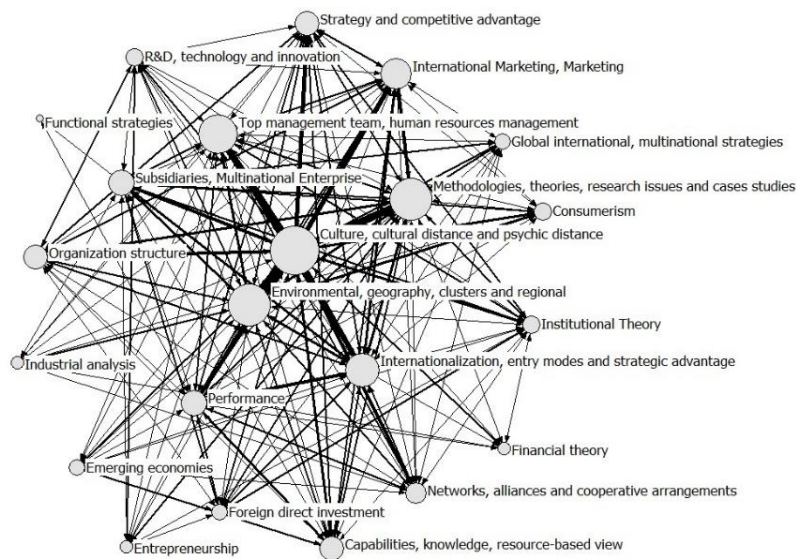 Strategy and competitive advantage
R&D, technology and innovation
International Marketing, Marketing
Functional strategies
Top management team, human resources management
Global international, multinational strategies
Subsidiaries, Multinational Enterprise
Methodologies, theories, research issues and cases studies
Consumerism
Culture, cultural distance and psychic distance
Organization structure
Environmental, geography, clusters and regional
Institutional Theory
Industrial analysis
Internationalization, entry modes and strategic advantage
Performance
Financial theory
Emerging economies
Networks, alliances and cooperative arrangements
Foreign direct investment
Entrepreneurship
Capabilities, knowledge, resource-based view